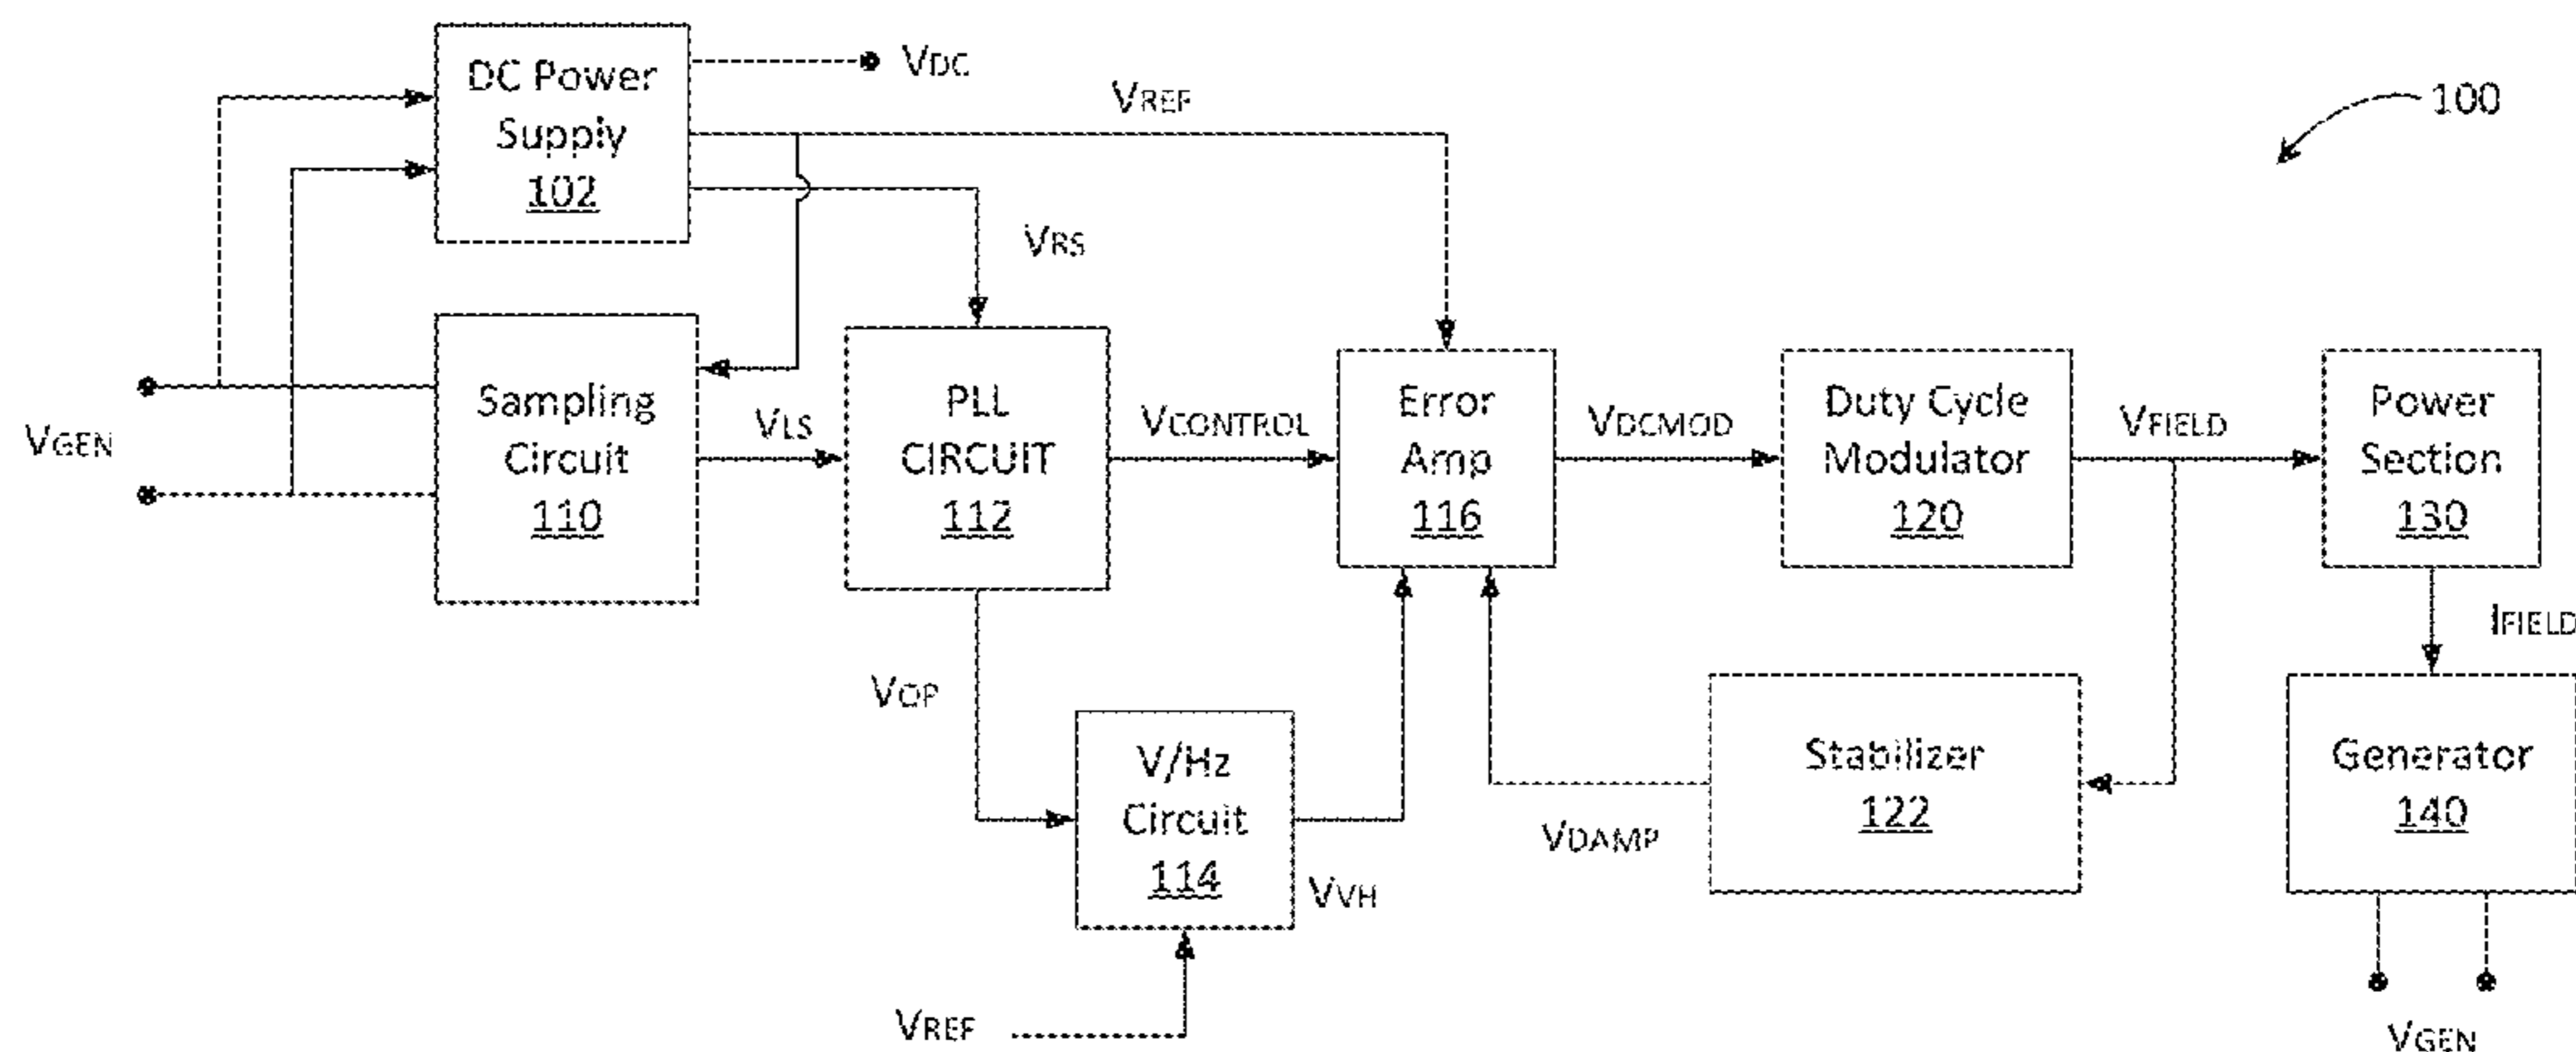 DC Power
Supply
102
VDC
VREF
100
VRS
VGEN
Sampling
Circuit
110
VLS
PLL
CIRCUIT
112
VCONTROL
Error
Amp
116
VDCMOD
Duty Cycle
Modulator
120
VFIELD
Power
Section
130
IFIELD
VOP
V/Hz
Circuit
114
VVH
VDAMP
Stabilizer
122
Generator
140
VREF
VGEN